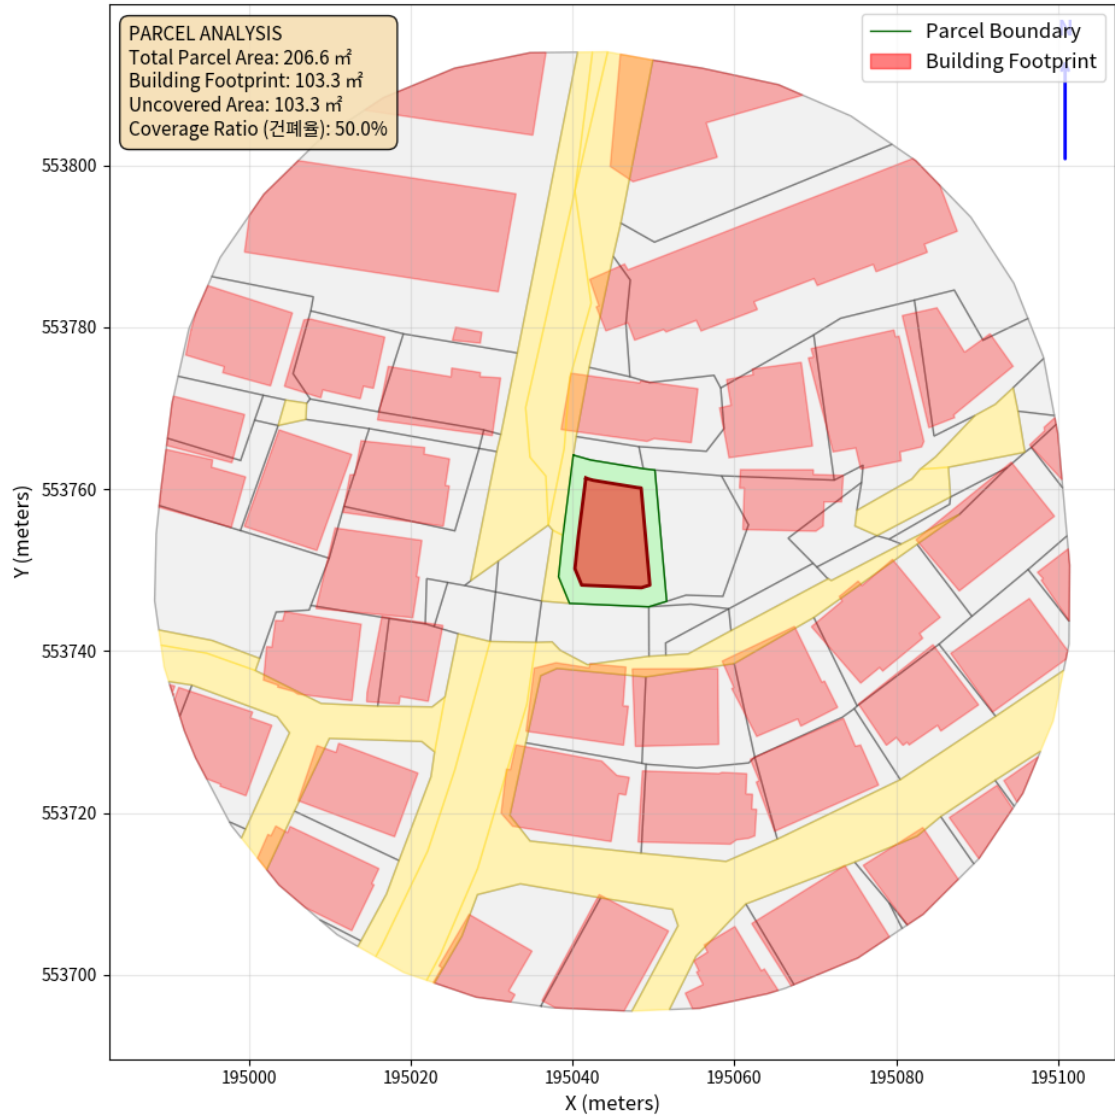 PARCEL ANALYSIS
Total Parcel Area: 206.6 ㎡
Building Footprint: 103.3 ㎡
Uncovered Area: 103.3 ㎡
Coverage Ratio (건폐율): 50.0%
N
Parcel Boundary
Building Footprint
553800
553780
553760
553740
553720
553700
Y (meters)
195000
195020
195040
195060
195080
195100
X (meters)